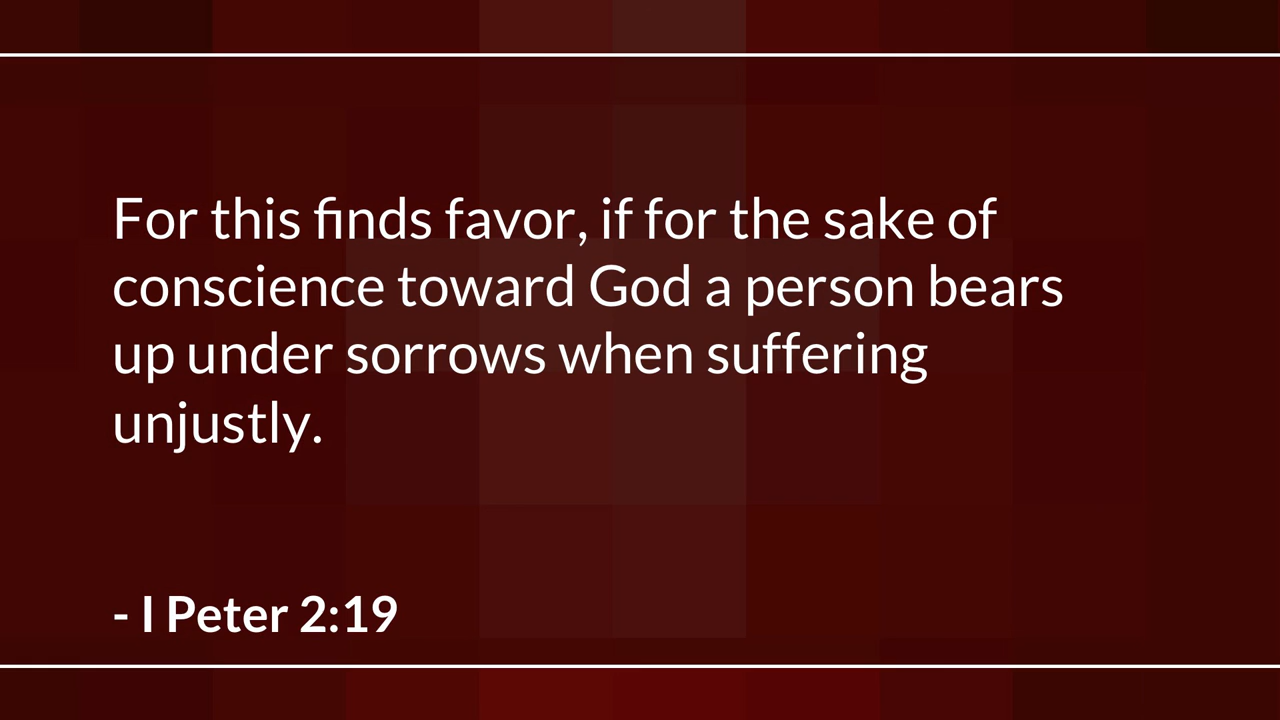 For this finds favor, if for the sake of
conscience toward God a person bears
up under sorrows when suffering
unjustly.
- I Peter 2:19